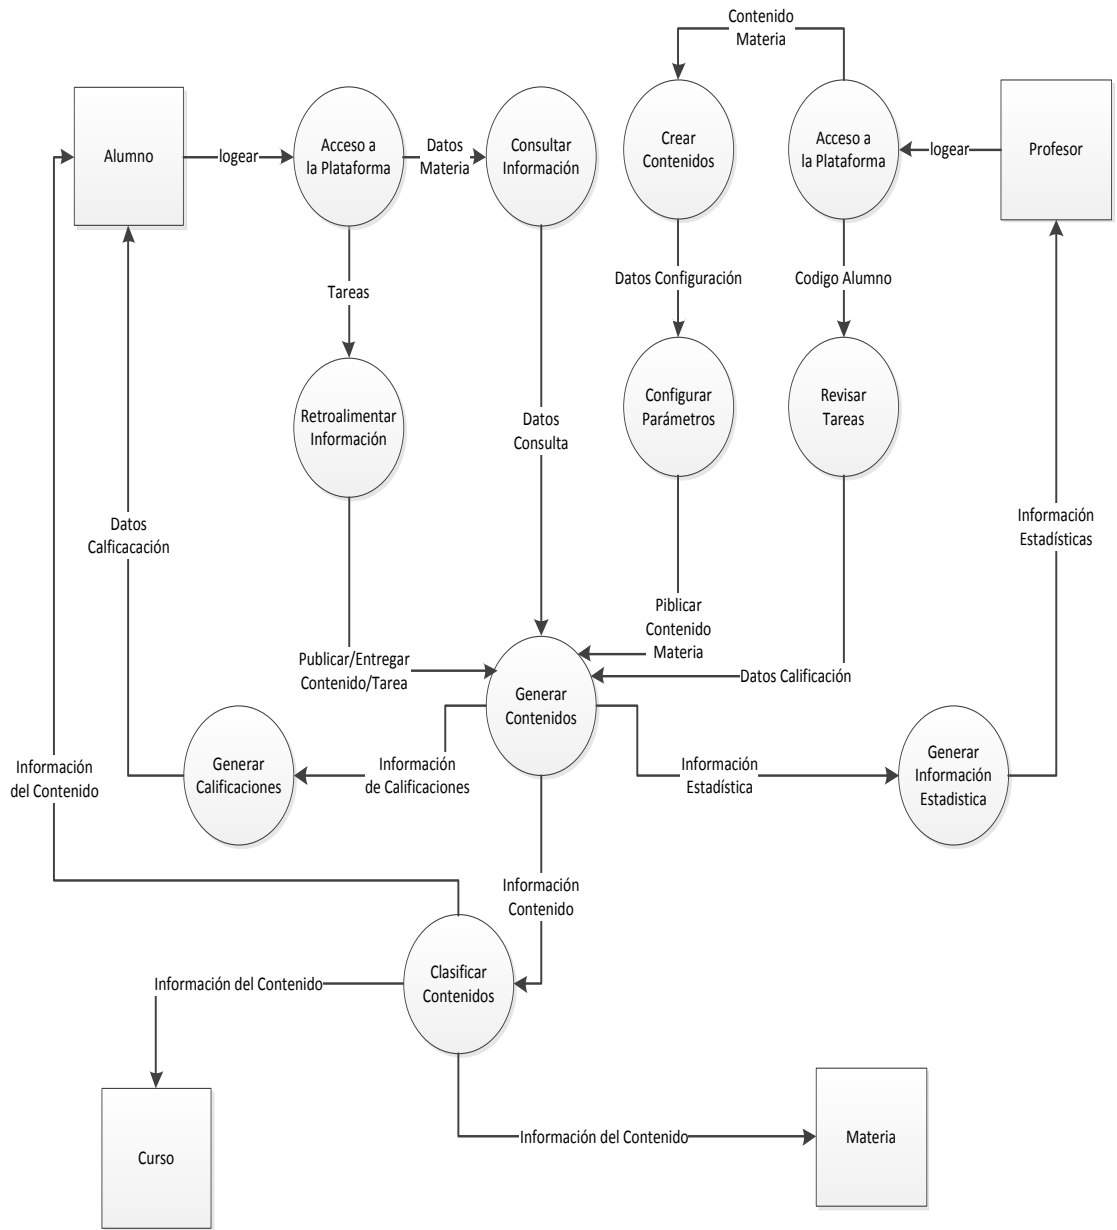 Contenido
Materia
Alumno
logear
Acceso a
la Plataforma
Datos
Materia
Consultar
Información
Crear
Contenidos
Acceso a
la Plataforma
logear
Profesor
Tareas
Datos Configuración
Codigo Alumno
Retroalimentar
Información
Datos
Consulta
Configurar
Parámetros
Revisar
Tareas
Datos
Calficacación
Información
Estadísticas
Piblicar
Contenido
Materia
Publicar/Entregar
Contenido/Tarea
Datos Calificación
Generar
Contenidos
Información
del Contenido
Generar
Calificaciones
Información
de Calificaciones
Información
Estadística
Generar
Información
Estadistica
Información
Contenido
Información del Contenido
Clasificar
Contenidos
Información del Contenido
Materia
Curso